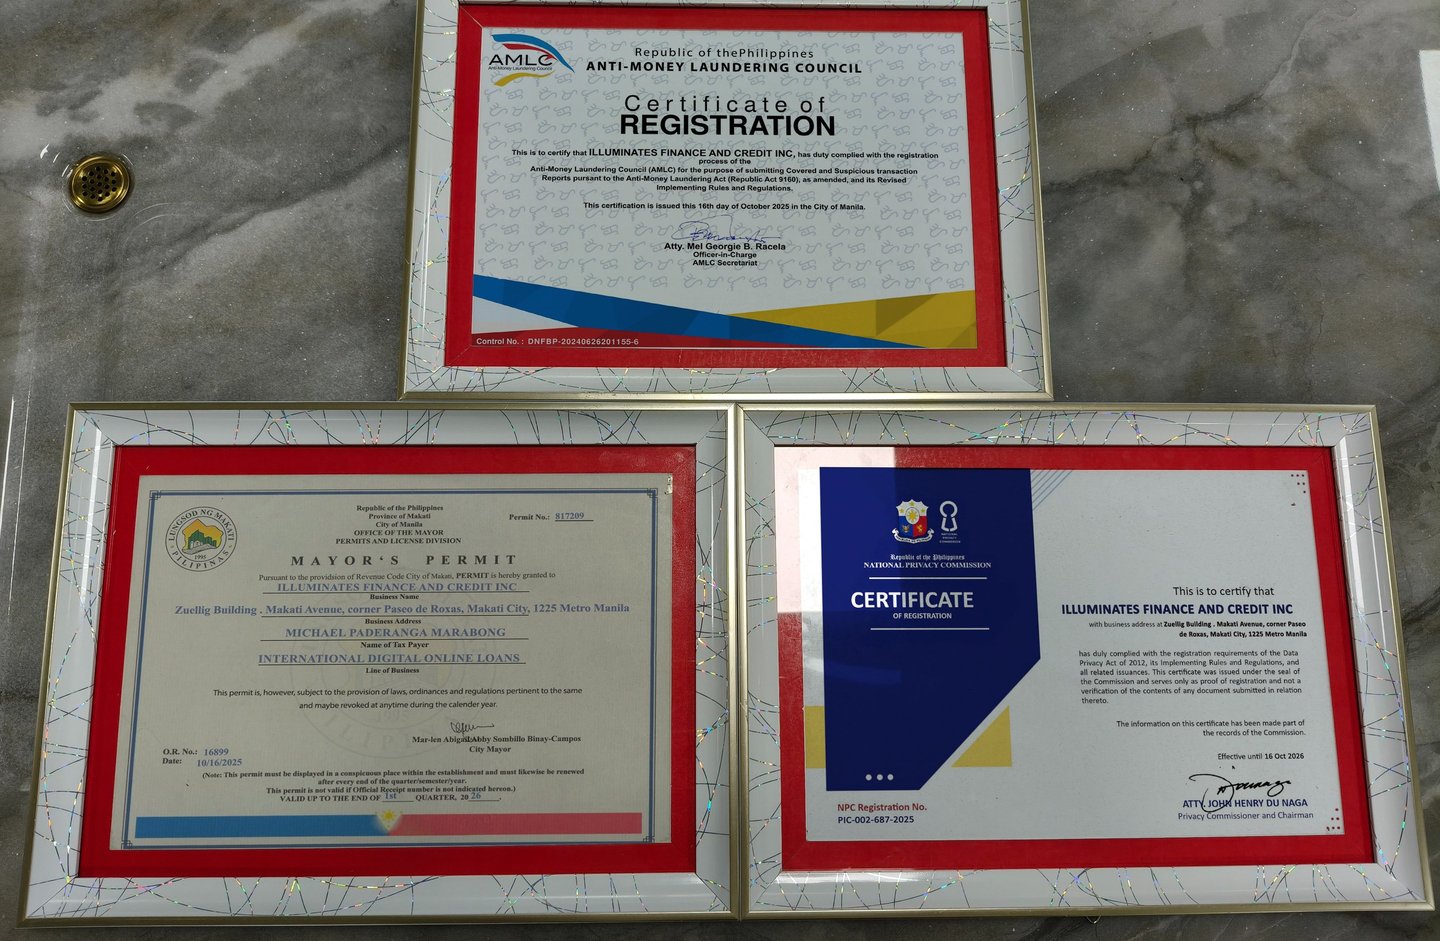 AMLC
Anti-Money Laundering Council
Republic of thePhilippines
ANTI-MONEY LAUNDERING COUNCIL
Certificate of
REGISTRATION
This is to certify that ILLUMINATES FINANCE AND CREDIT INC, has duty complied with the registration
process of the
Anti-Money Laundering Council (AMLC) for the purpose of submitting Covered and Suspicious transaction
Reports pursuant to the Anti-Money Laundering Act (Republic Act 9160), as amended, and its Revised
Implementing Rules and Regulations.
This certification is issued this 16th day of October 2025 in the City of Manila.
Atty. Mel Georgie B. Racela
Officer-in-Charge
AMLC Secretariat
Control No. : DNFBP-20240626201155-6
LUNGSOD NG MAKATI
PILIPINAS
1995
Republic of the Philippines
Province of Makati
City of Manila
OFFICE OF THE MAYOR
PERMITS AND LICENSE DIVISION
Permit No.: 817209
MAYOR'S PERMIT
Pursuant to the providsion of Revenue Code City of Makati, PERMIT is hereby granted to
ILLUMINATES FINANCE AND CREDIT INC
Business Name
Zuellig Building . Makati Avenue, corner Paseo de Roxas, Makati City, 1225 Metro Manila
Business Address
MICHAEL PADERANGA MARABONG
Name of Tax Payer
INTERNATIONAL DIGITAL ONLINE LOANS
Line of Business
This permit is, however, subject to the provision of laws, ordinances and regulations pertinent to the same
and maybe revoked at anytime during the calender year.
Mar-len Abigail Abby Sombillo Binay-Campos
City Mayor
O.R. No.: 16899
Date: 10/16/2025
(Note: This permit must be displayed in a conspicuous place within the establishment and must likewise be renewed
after every end of the quarter/semester/year.
This permit is not valid if Official Receipt number is not indicated hereon.)
VALID UP TO THE END OF 1st QUARTER, 20 26 .
NATIONAL
PRIVACY
COMMISSION
Republic of the Philippines
NATIONAL PRIVACY COMMISSION
CERTIFICATE
OF REGISTRATION
NPC Registration No.
PIC-002-687-2025
This is to certify that
ILLUMINATES FINANCE AND CREDIT INC
with business address at Zuellig Building . Makati Avenue, corner Paseo
de Roxas, Makati City, 1225 Metro Manila
has duly complied with the registration requirements of the Data
Privacy Act of 2012, its Implementing Rules and Regulations, and
all related issuances. This certificate was issued under the seal of
the Commission and serves only as proof of registration and not a
verification of the contents of any document submitted in relation
thereto.
The information on this certificate has been made part of
the records of the Commission.
Effective until 16 Oct 2026
ATTY. JOHN HENRY DU NAGA
Privacy Commissioner and Chairman